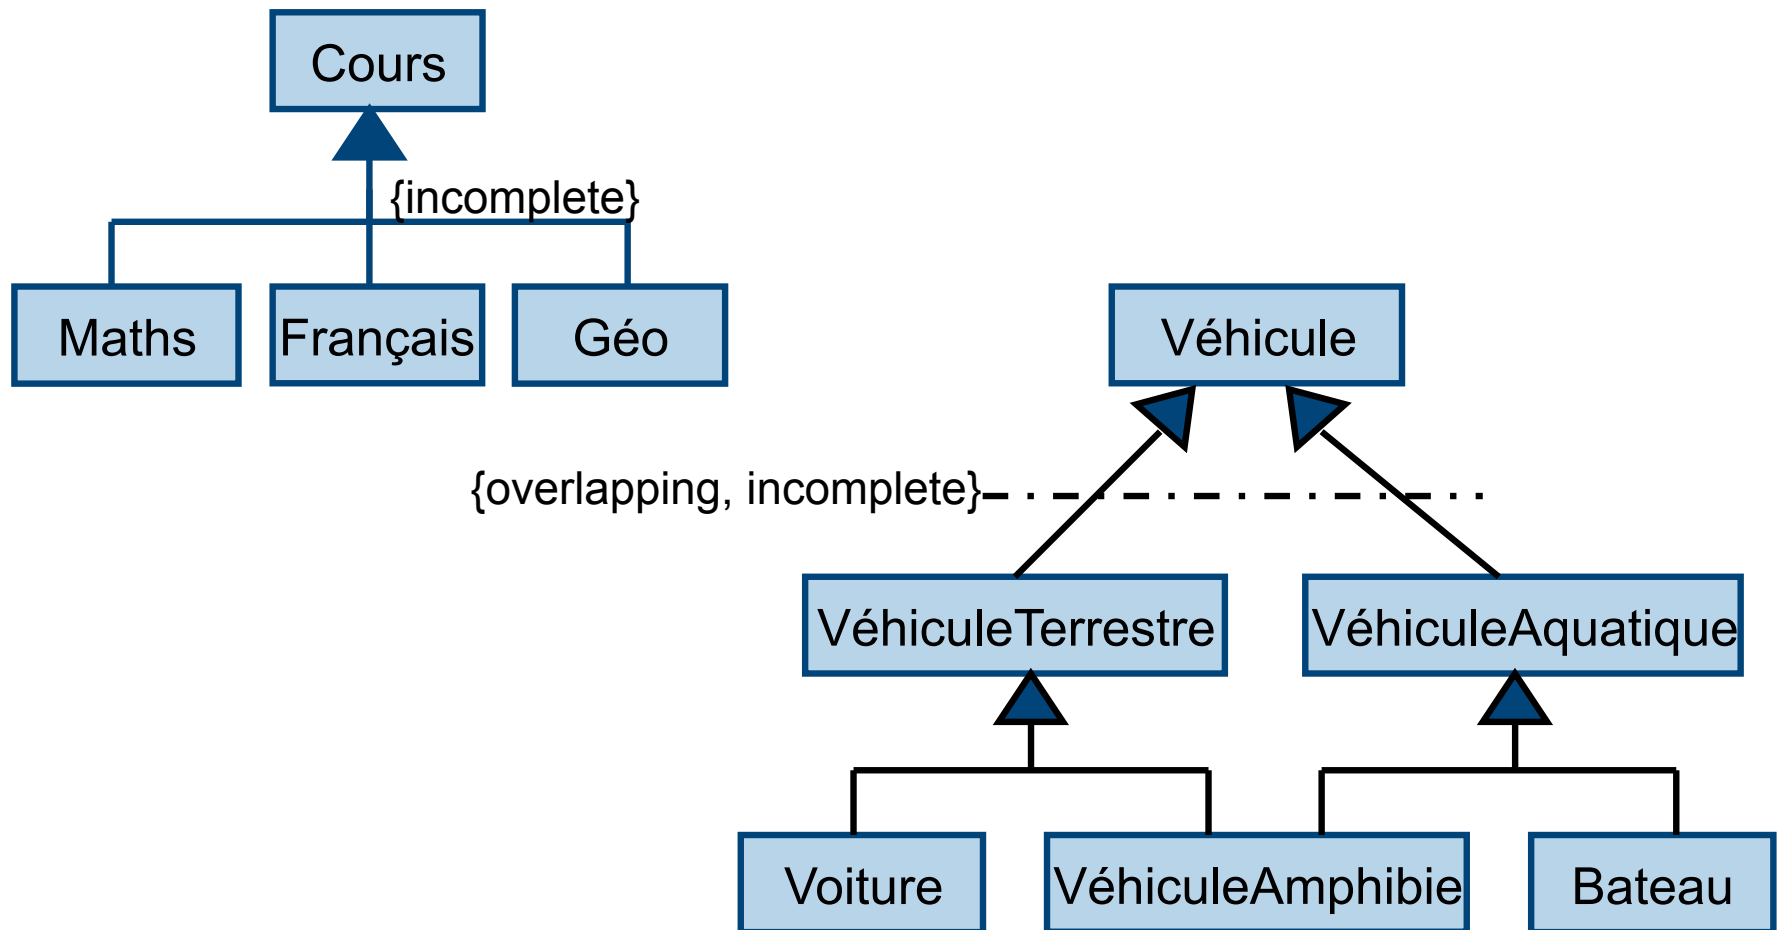 Cours
{incomplete}
Maths
Français
Géo
Véhicule
{overlapping, incomplete}
VéhiculeTerrestre
VéhiculeAquatique
Voiture
VéhiculeAmphibie
Bateau